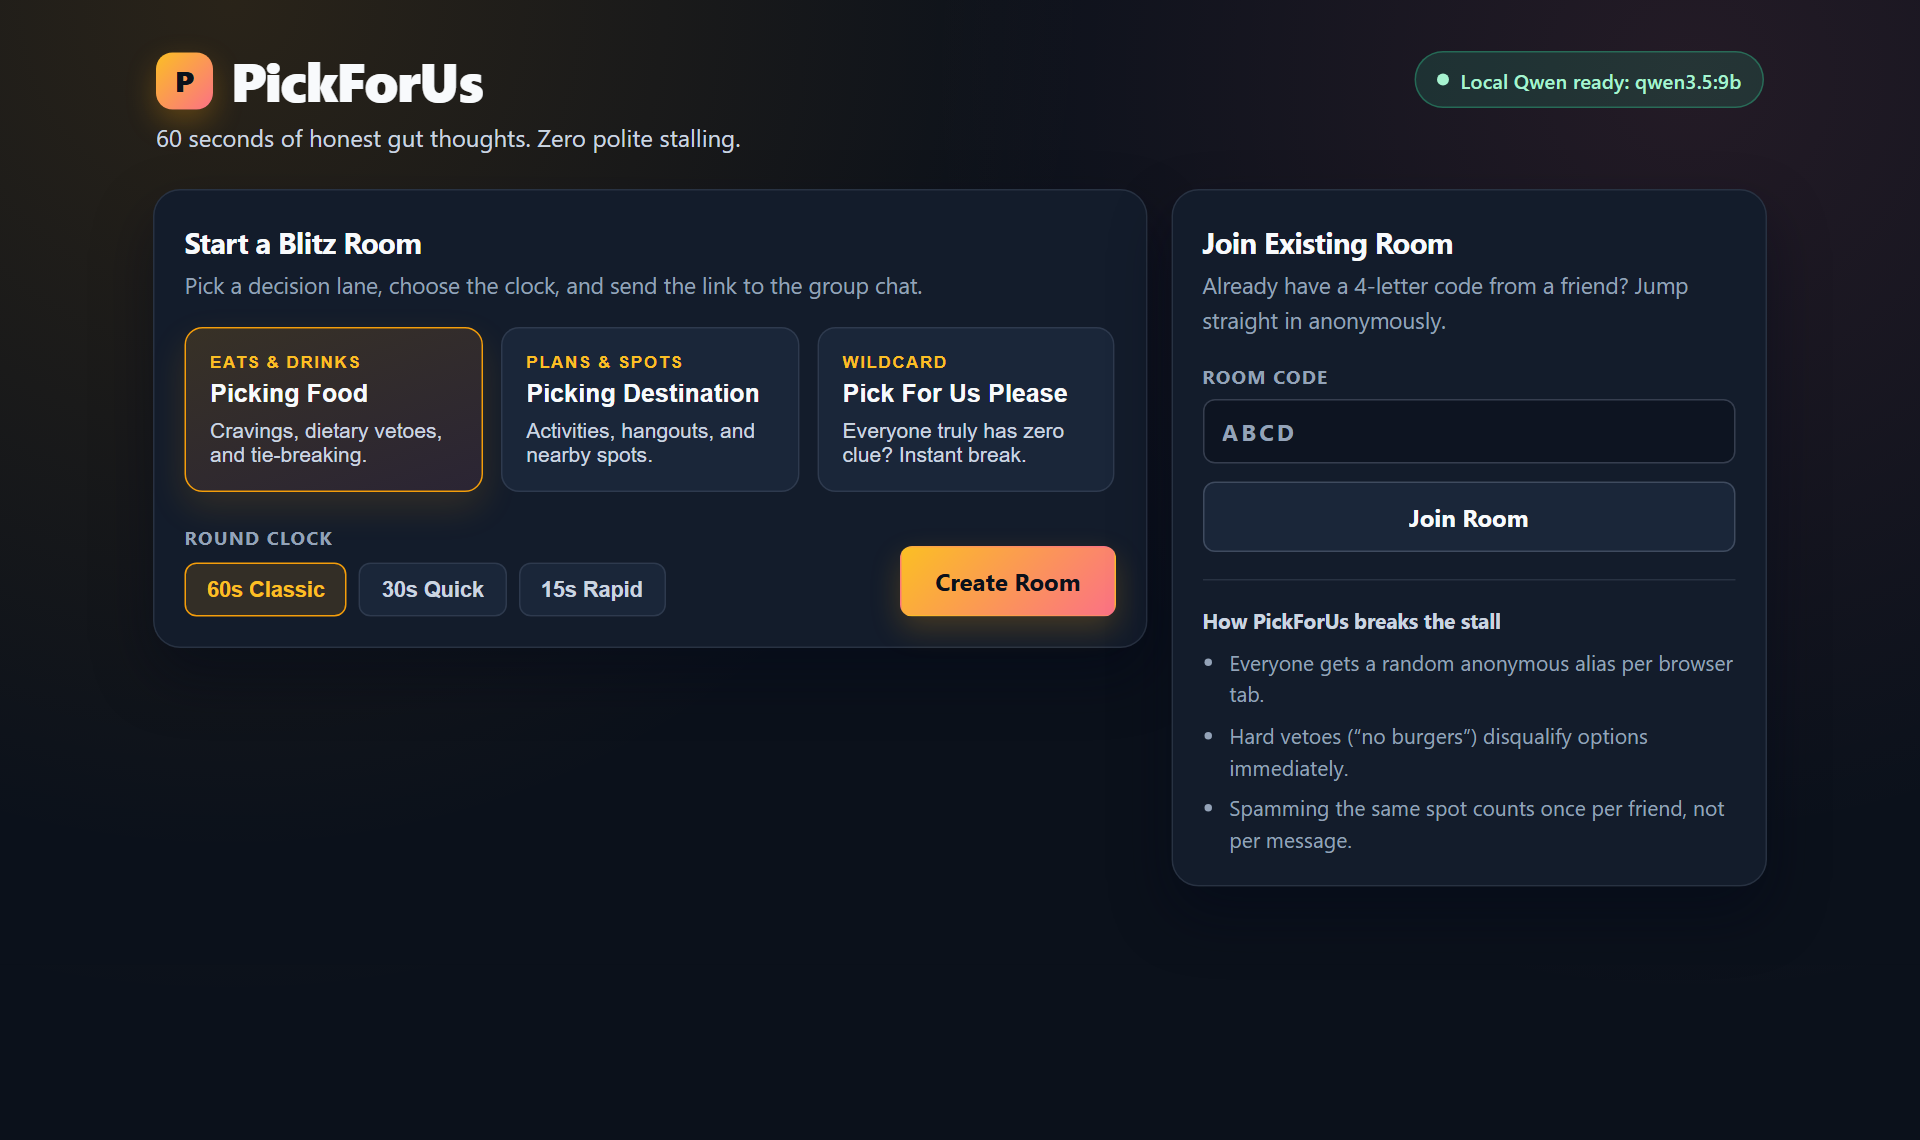 P
PickForUs
60 seconds of honest gut thoughts. Zero polite stalling.
Local Qwen ready: qwen3.5:9b
Start a Blitz Room
Pick a decision lane, choose the clock, and send the link to the group chat.
EATS & DRINKS
Picking Food
Cravings, dietary vetoes,
and tie-breaking.
PLANS & SPOTS
Picking Destination
Activities, hangouts, and
nearby spots.
WILDCARD
Pick For Us Please
Everyone truly has zero
clue? Instant break.
ROUND CLOCK
60s Classic
30s Quick
15s Rapid
Create Room
Join Existing Room
Already have a 4-letter code from a friend? Jump
straight in anonymously.
ROOM CODE
ABCD
Join Room
How PickForUs breaks the stall
• Everyone gets a random anonymous alias per browser
tab.
• Hard vetoes (“no burgers”) disqualify options
immediately.
• Spamming the same spot counts once per friend, not
per message.